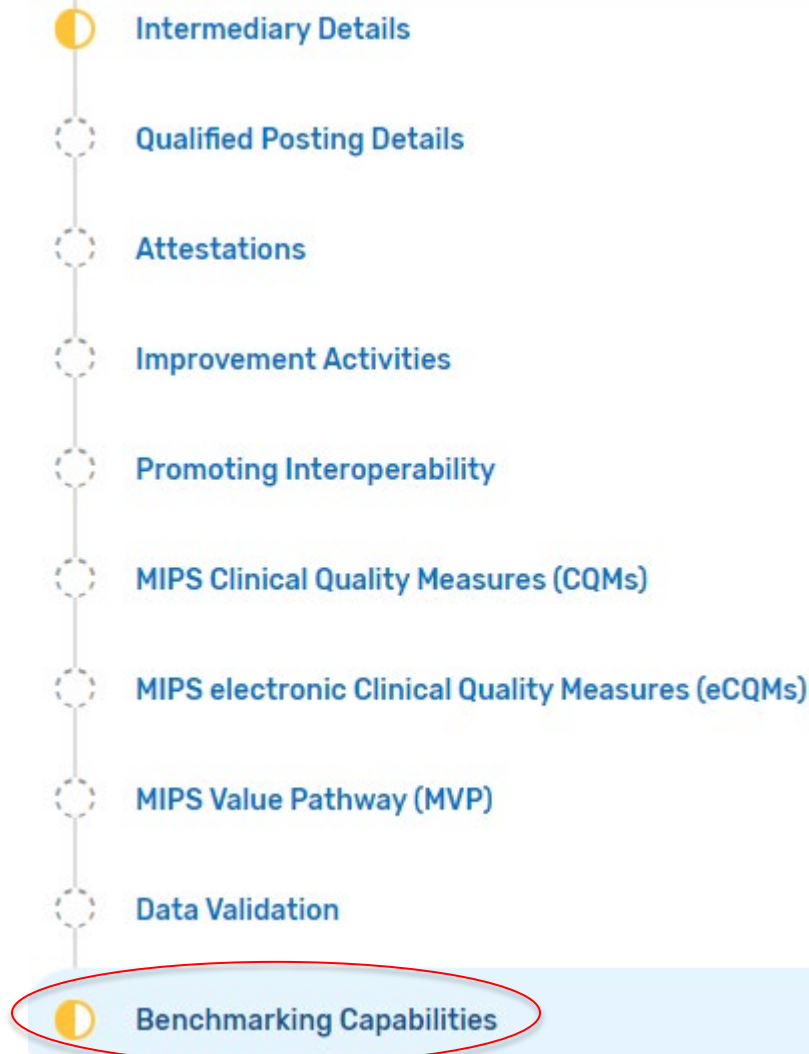 Intermediary Details
Qualified Posting Details
Attestations
Improvement Activities
Promoting Interoperability
MIPS Clinical Quality Measures (CQMs)
MIPS electronic Clinical Quality Measures (eCQMs)
MIPS Value Pathway (MVP)
Data Validation
Benchmarking Capabilities